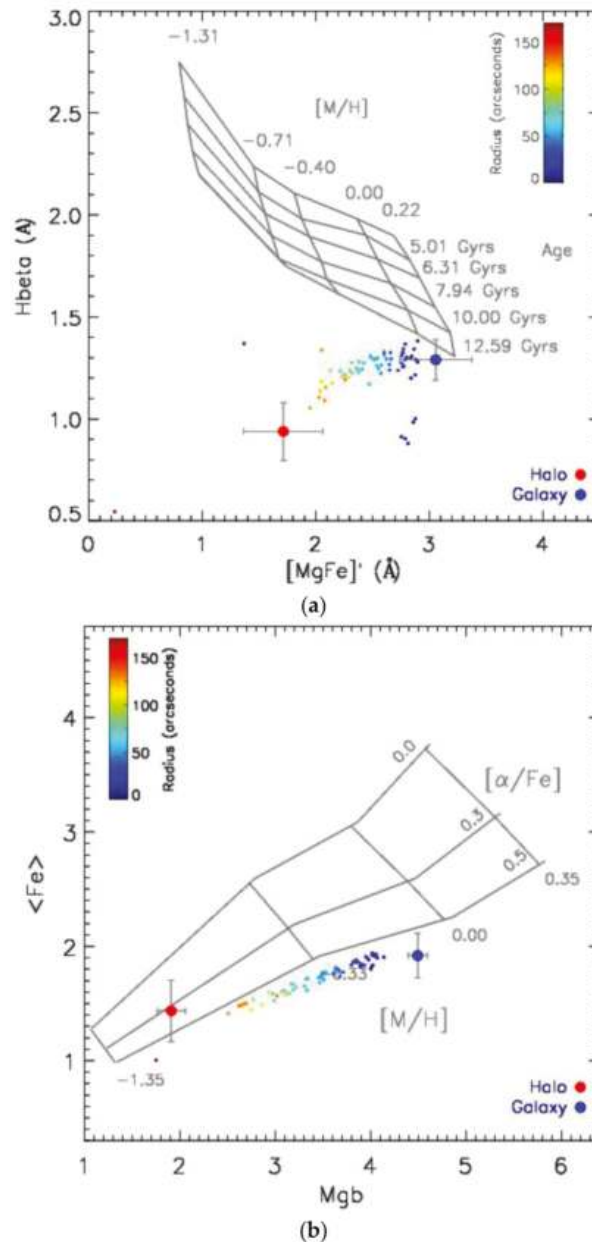 3.0
2.5
2.0
1.5
1.0
0.5
Hbeta (Å)
−1.31
[M/H]
−0.71
−0.40
0.00
0.22
150
100
50
0
Radius (arcseconds)
5.01 Gyrs
6.31 Gyrs
Age
7.94 Gyrs
10.00 Gyrs
12.59 Gyrs
Halo
Galaxy
0 1 2 3 4
[MgFe]' (Å)
(a)
4
3
2
1
<Fe>
150
100
50
0
Radius (arcseconds)
0.0
[α/Fe]
0.3
0.5
0.35
0.00
0.33
[M/H]
−1.35
Halo
Galaxy
1 2 3 4 5 6
Mgb
(b)